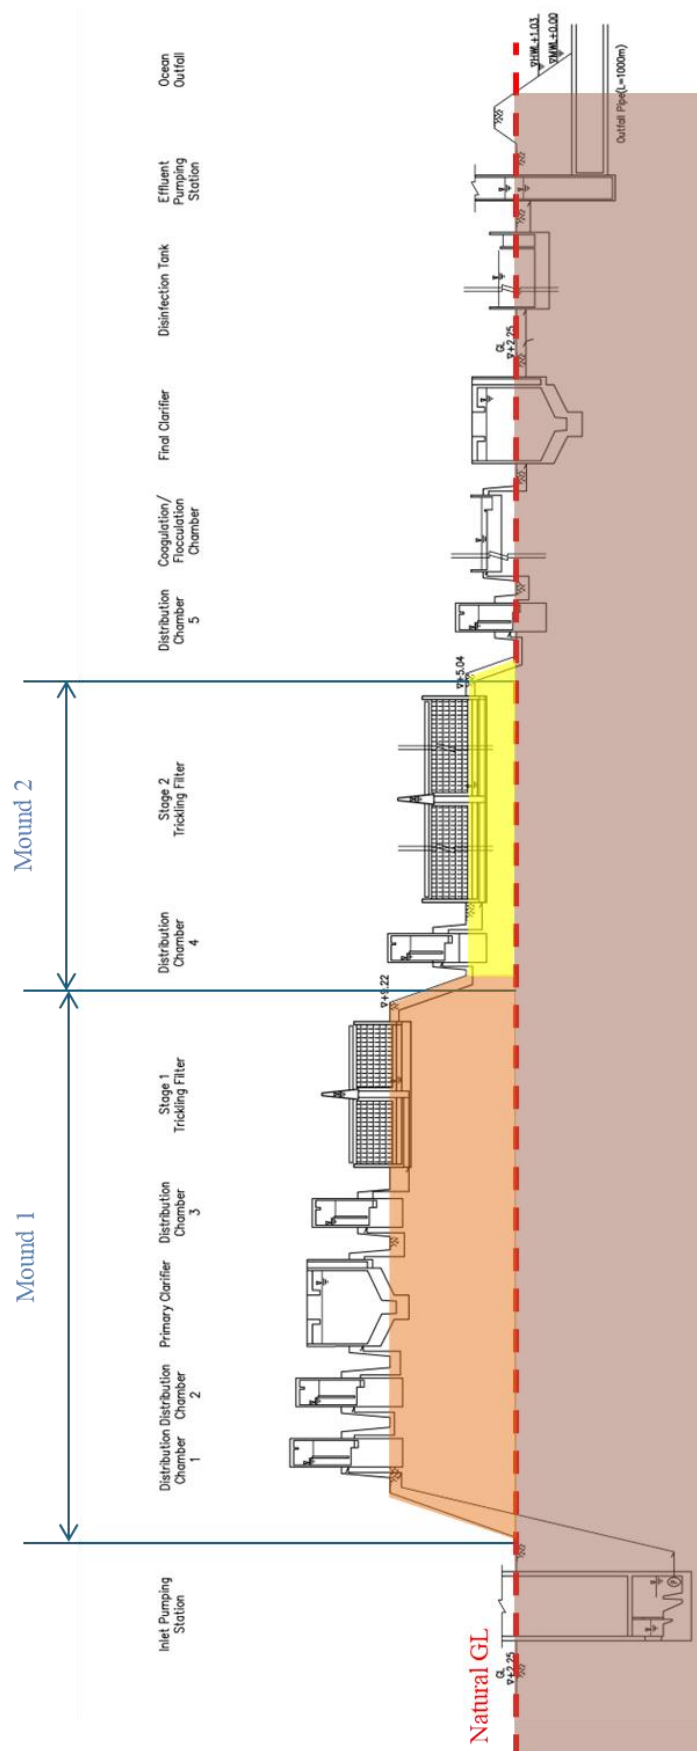 Mound 1
Mound 2
Inlet Pumping
Station
Distribution
Chamber
1
Distribution
Chamber
2
Primary Clarifier
Distribution
Chamber
3
Stage 1
Trickling Filter
Distribution
Chamber
4
Stage 2
Trickling Filter
Distribution
Chamber
5
Coagulation/
Flocculation
Chamber
Final Clarifier
Disinfection Tank
Effluent
Pumping
Station
Ocean
Outfall
Natural GL
GL
▽+2.25
P
▽+9.22
▽+5.04
GL
▽+2.25
▽HWL+1.03
▽MWL+0.00
Outfall Pipe(L=1000m)